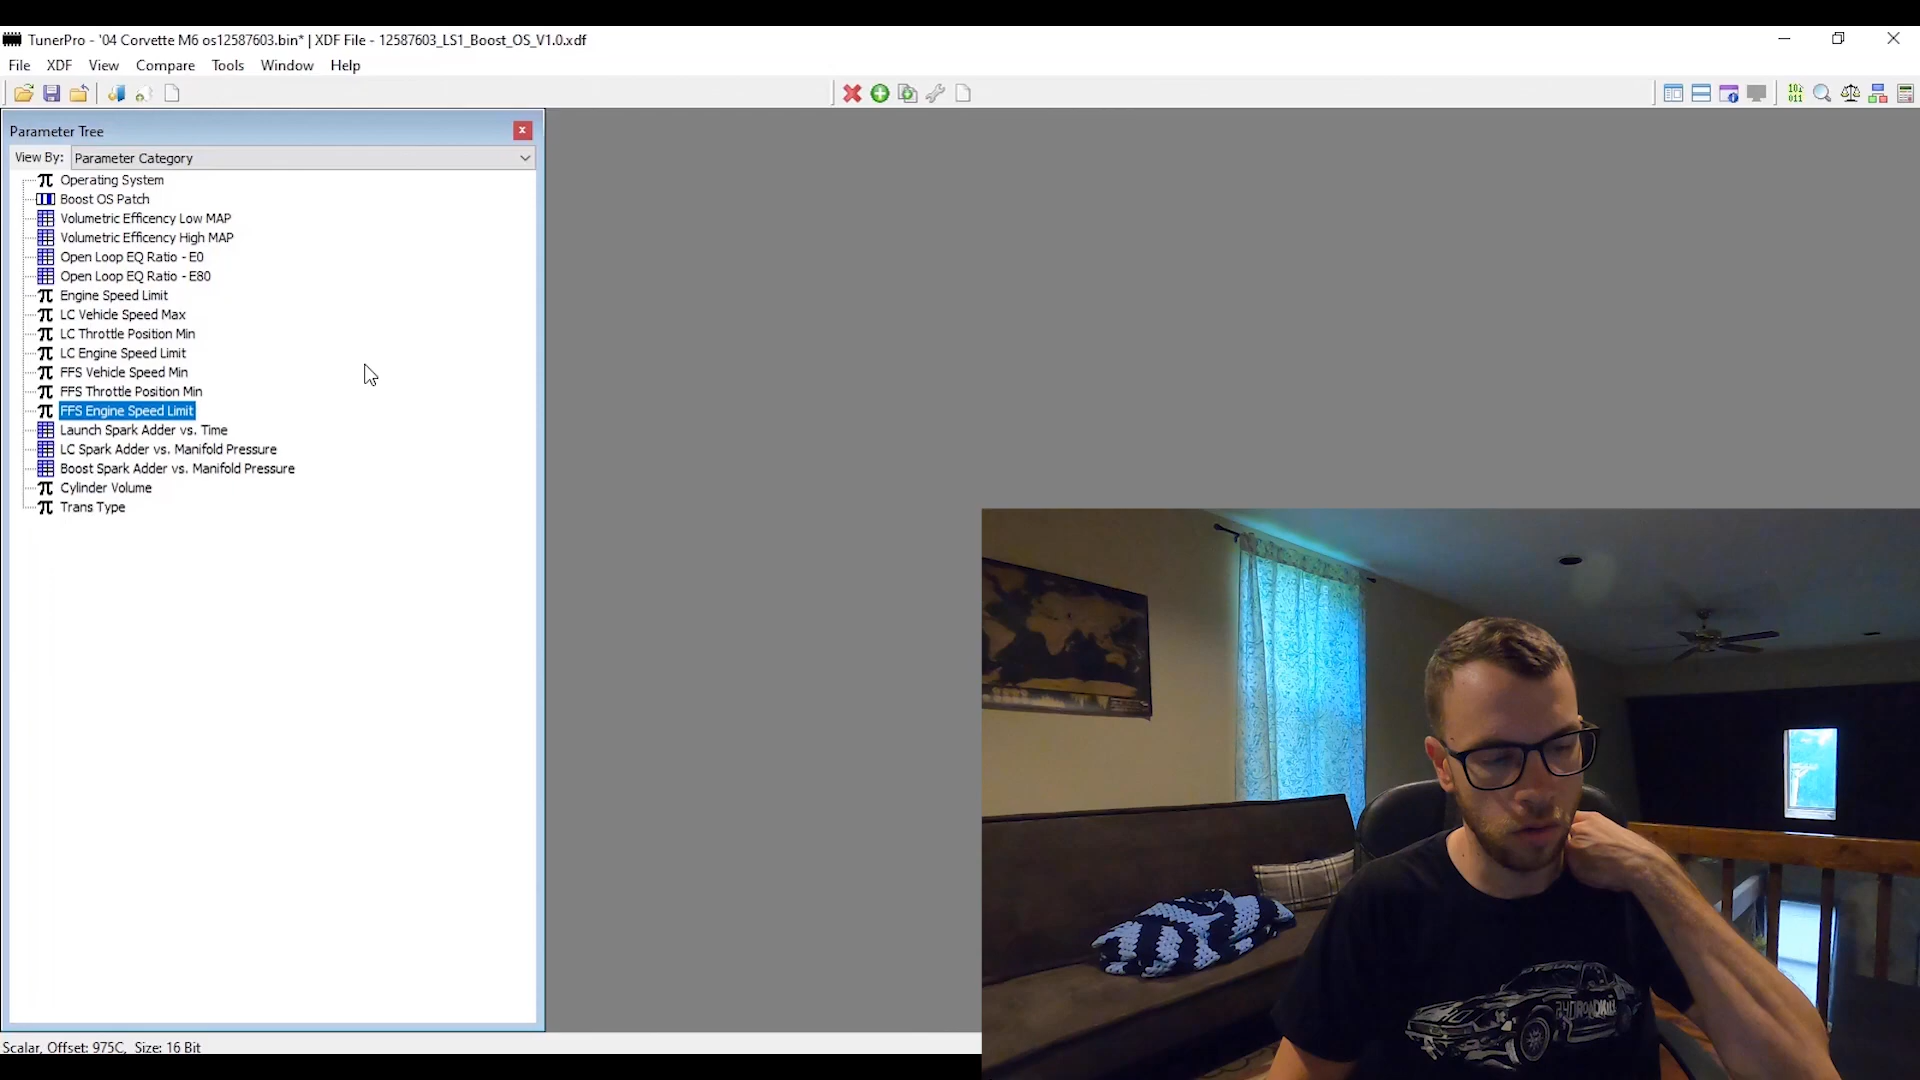 TunerPro - '04 Corvette M6 os12587603.bin* | XDF File - 12587603_LS1_Boost_OS_V1.0.xdf
File XDF View Compare Tools Window Help
Parameter Tree
View By: Parameter Category
Operating System
Boost OS Patch
Volumetric Efficency Low MAP
Volumetric Efficency High MAP
Open Loop EQ Ratio - E0
Open Loop EQ Ratio - E80
Engine Speed Limit
LC Vehicle Speed Max
LC Throttle Position Min
LC Engine Speed Limit
FFS Vehicle Speed Min
FFS Throttle Position Min
FFS Engine Speed Limit
Launch Spark Adder vs. Time
LC Spark Adder vs. Manifold Pressure
Boost Spark Adder vs. Manifold Pressure
Cylinder Volume
Trans Type
Scalar, Offset: 975C, Size: 16 Bit